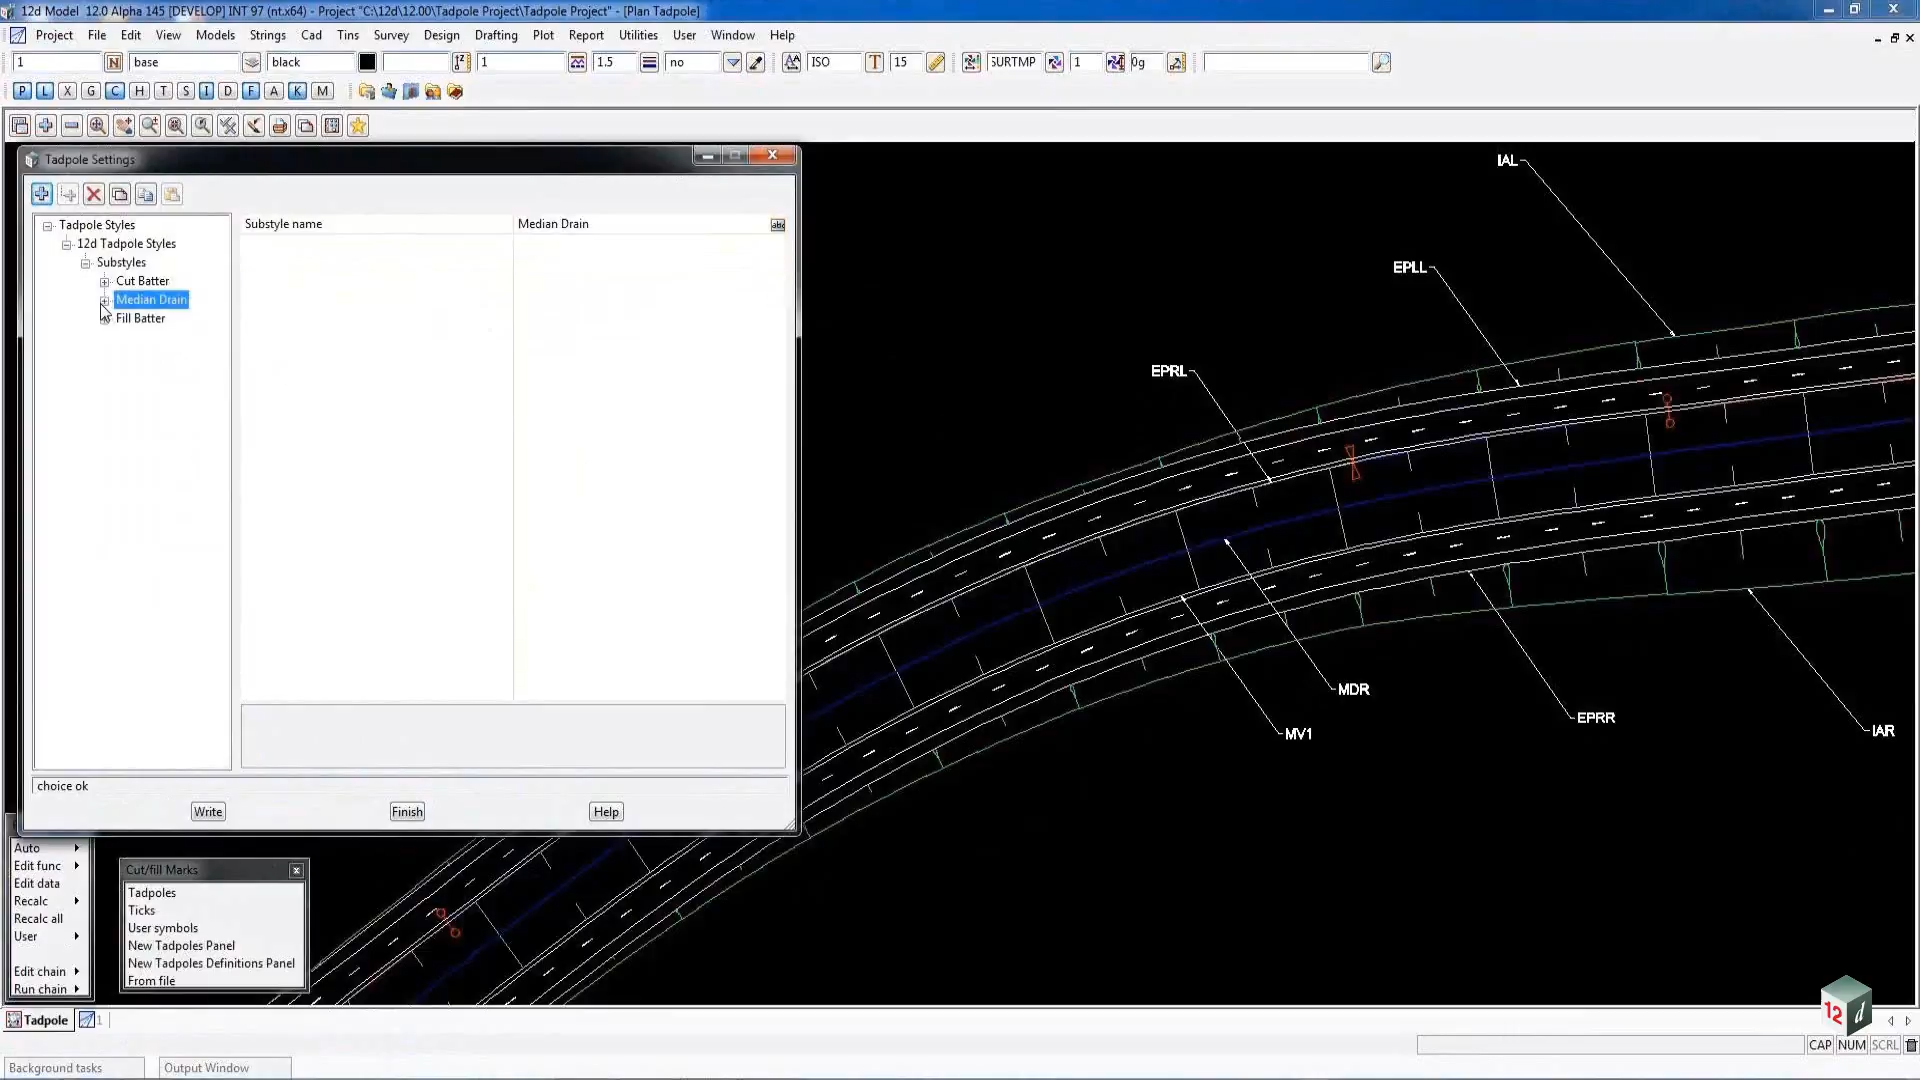 12d Model 12.0 Alpha 145 [DEVELOP] INT 97 (nt.x64) - Project "C:\12d\12.00\Tadpole Project\Tadpole Project" - [Plan Tadpole]
Project File Edit View Models Strings Cad Tins Survey Design Drafting Plot Report Utilities User Window Help
1 N base black 1 1.5 no ISO T 15 SURTMP 1 0g
P L X G C H T S I D F A K M
Tadpole Settings
Tadpole Styles
12d Tadpole Styles
Substyles
Cut Batter
Median Drain
Fill Batter
Substyle name Median Drain
choice ok
Write Finish Help
IAL
EPLL
EPRL
MDR
MV1
EPRR
IAR
Auto
Edit func
Edit data
Recalc
Recalc all
User
Edit chain
Run chain
Cut/fill Marks
Tadpoles
Ticks
User symbols
New Tadpoles Panel
New Tadpoles Definitions Panel
From file
Tadpole 1
12 d
CAP NUM SCRL
Background tasks Output Window